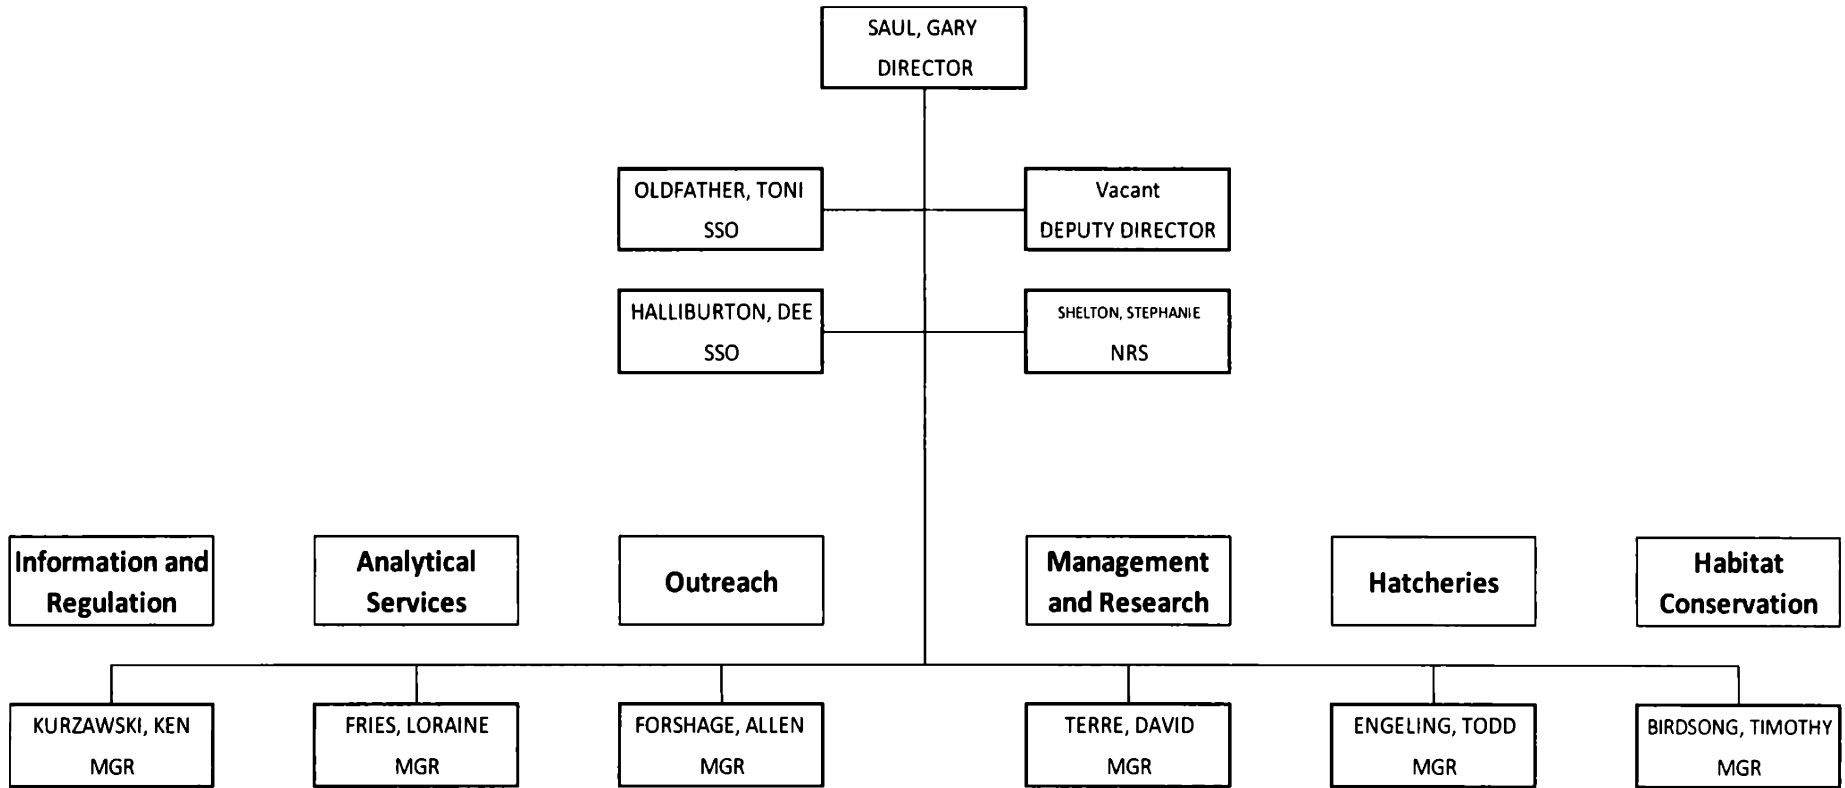 SAUL, GARY
DIRECTOR
OLDFATHER, TONI
SSO
Vacant
DEPUTY DIRECTOR
HALLIBURTON, DEE
SSO
SHELTON, STEPHANIE
NRS
Information and
Regulation
Analytical
Services
Outreach
Management
and Research
Hatcheries
Habitat
Conservation
KURZAWSKI, KEN
MGR
FRIES, LORAINE
MGR
FORSHAGE, ALLEN
MGR
TERRE, DAVID
MGR
ENGELING, TODD
MGR
BIRDSONG, TIMOTHY
MGR